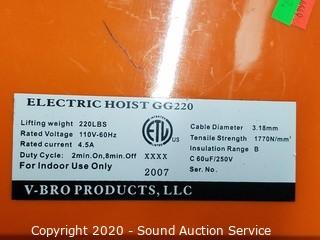 ELECTRIC HOIST GG220
Lifting weight 220LBS
Rated Voltage 110V-60Hz
Rated current 4.5A
Duty Cycle: 2min.On,8min.Off
For Indoor Use Only
ETL
XXXX
2007
Cable Diameter 3.18mm
Tensile Strength 1770N/mm²
Insulation Range B
C 60uF/250V
Ser. No.
V-BRO PRODUCTS, LLC
Copyright 2020 - Sound Auction Service